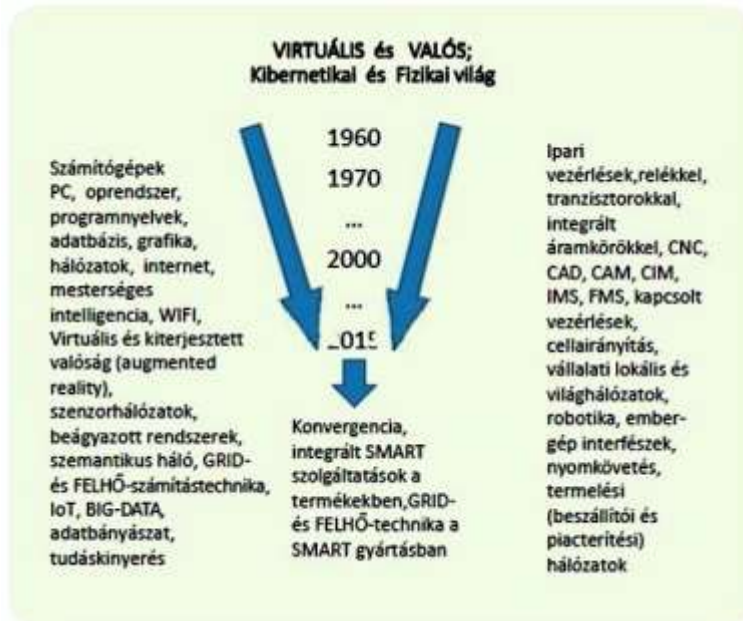 VIRTUÁLIS és VALÓS;
Kibernetikai és Fizikai világ
1960
1970
...
2000
...
Számítógépek
PC, oprendszer,
programnyelvek,
adatbázis, grafika,
hálózatok, internet,
mesterséges
intelligencia, WIFI,
Virtuális és kiterjesztett
valóság (augmented
reality),
szenzorhálózatok,
beágyazott rendszerek,
szemantikus háló, GRID-
és FELHŐ-számítástechnika,
IoT, BIG-DATA,
adatbányászat,
tudáskinyerés
Konvergencia,
integrált SMART
szolgáltatások a
termékekben,GRID-
és FELHŐ-technika a
SMART gyártásban
Ipari
vezérlések,relékkel,
tranzisztorokkal,
integrált
áramkörökkel, CNC,
CAD, CAM, CIM,
IMS, FMS, kapcsolt
vezérlések,
cellairányítás,
vállalati lokális és
világhálózatok,
robotika, ember-
gép interfészek,
nyomkövetés,
termelési
(beszállítói és
piacterítési)
hálózatok